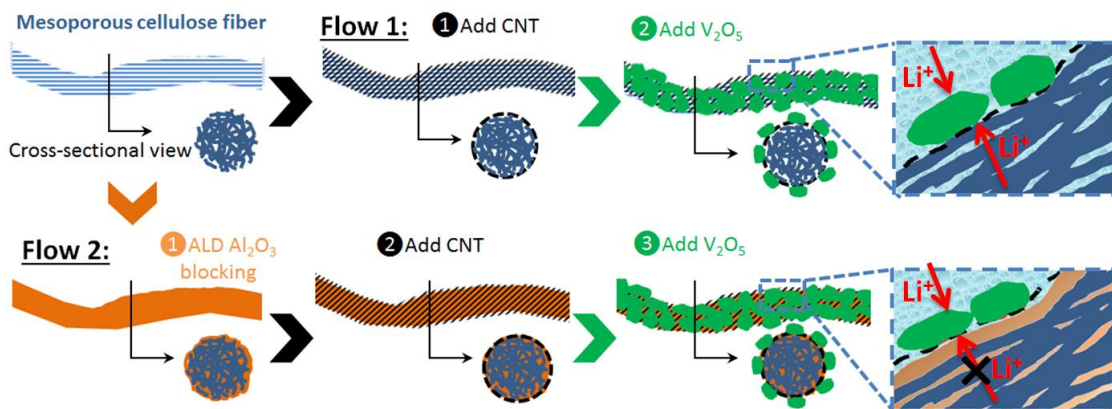 Mesoporous cellulose fiber
Flow 1:
1 Add CNT
2 Add V₂O₅
Li⁺
Li⁺
Cross-sectional view
Flow 2:
1 ALD Al₂O₃
blocking
2 Add CNT
3 Add V₂O₅
Li⁺
Li⁺